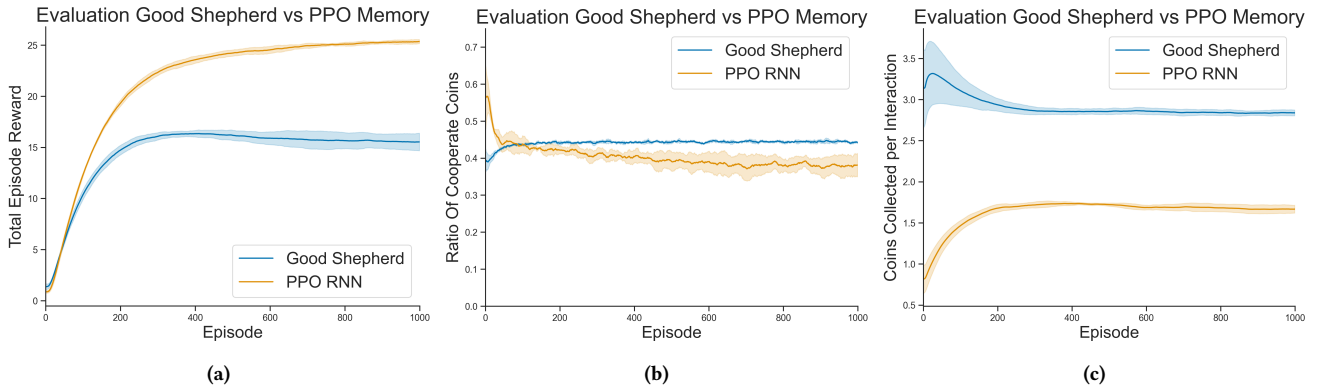 Evaluation Good Shepherd vs PPO Memory
Total Episode Reward
25
20
15
10
5
0
Good Shepherd
PPO RNN
0 200 400 600 800 1000
Episode
(a)
Evaluation Good Shepherd vs PPO Memory
Ratio Of Cooperate Coins
0.7
0.6
0.5
0.4
0.3
0.2
0.1
0.0
Good Shepherd
PPO RNN
0 200 400 600 800 1000
Episode
(b)
Evaluation Good Shepherd vs PPO Memory
Coins Collected per Interaction
3.5
3.0
2.5
2.0
1.5
1.0
0.5
Good Shepherd
PPO RNN
0 200 400 600 800 1000
Episode
(c)